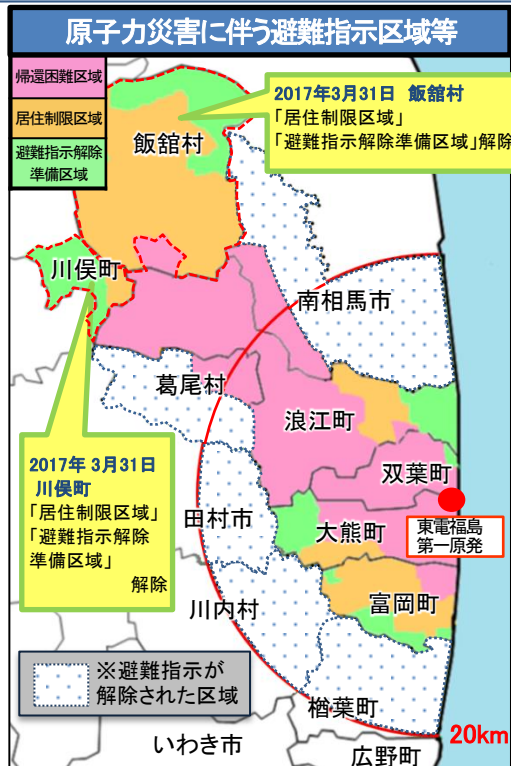 原子力災害に伴う避難指示区域等
帰還困難区域
居住制限区域
避難指示解除
準備区域
2017年3月31日 飯舘村
「居住制限区域」
「避難指示解除準備区域」解除
飯舘村
川俣町
南相馬市
葛尾村
浪江町
双葉町
2017年 3月31日
川俣町
「居住制限区域」
「避難指示解除
準備区域」
解除
田村市
大熊町
東電福島
第一原発
川内村
富岡町
※避難指示が
解除された区域
楢葉町
20km
いわき市
広野町